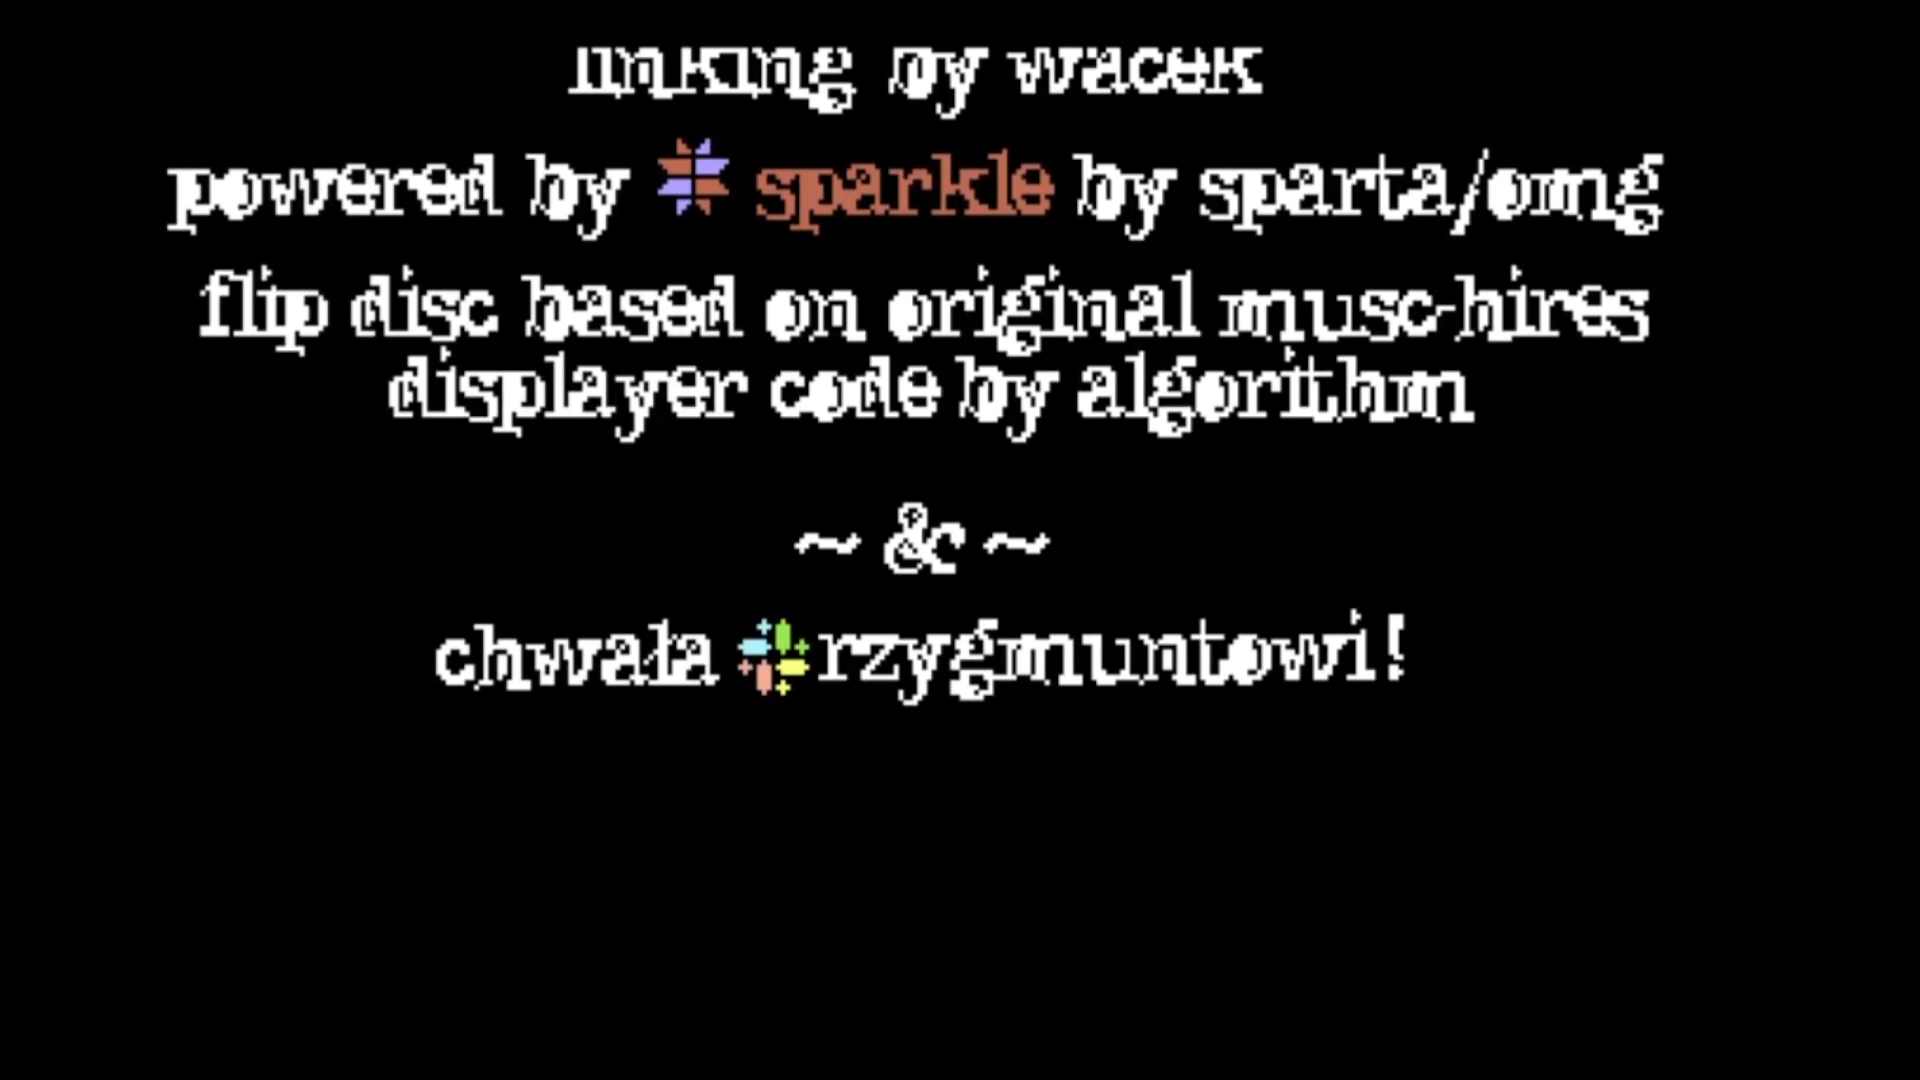 linking by wacek
powered by sparkle by sparta/omg
flip disc based on original musc-hires
displayer code by algorithm
~ & ~
chwała rzygmuntowi!